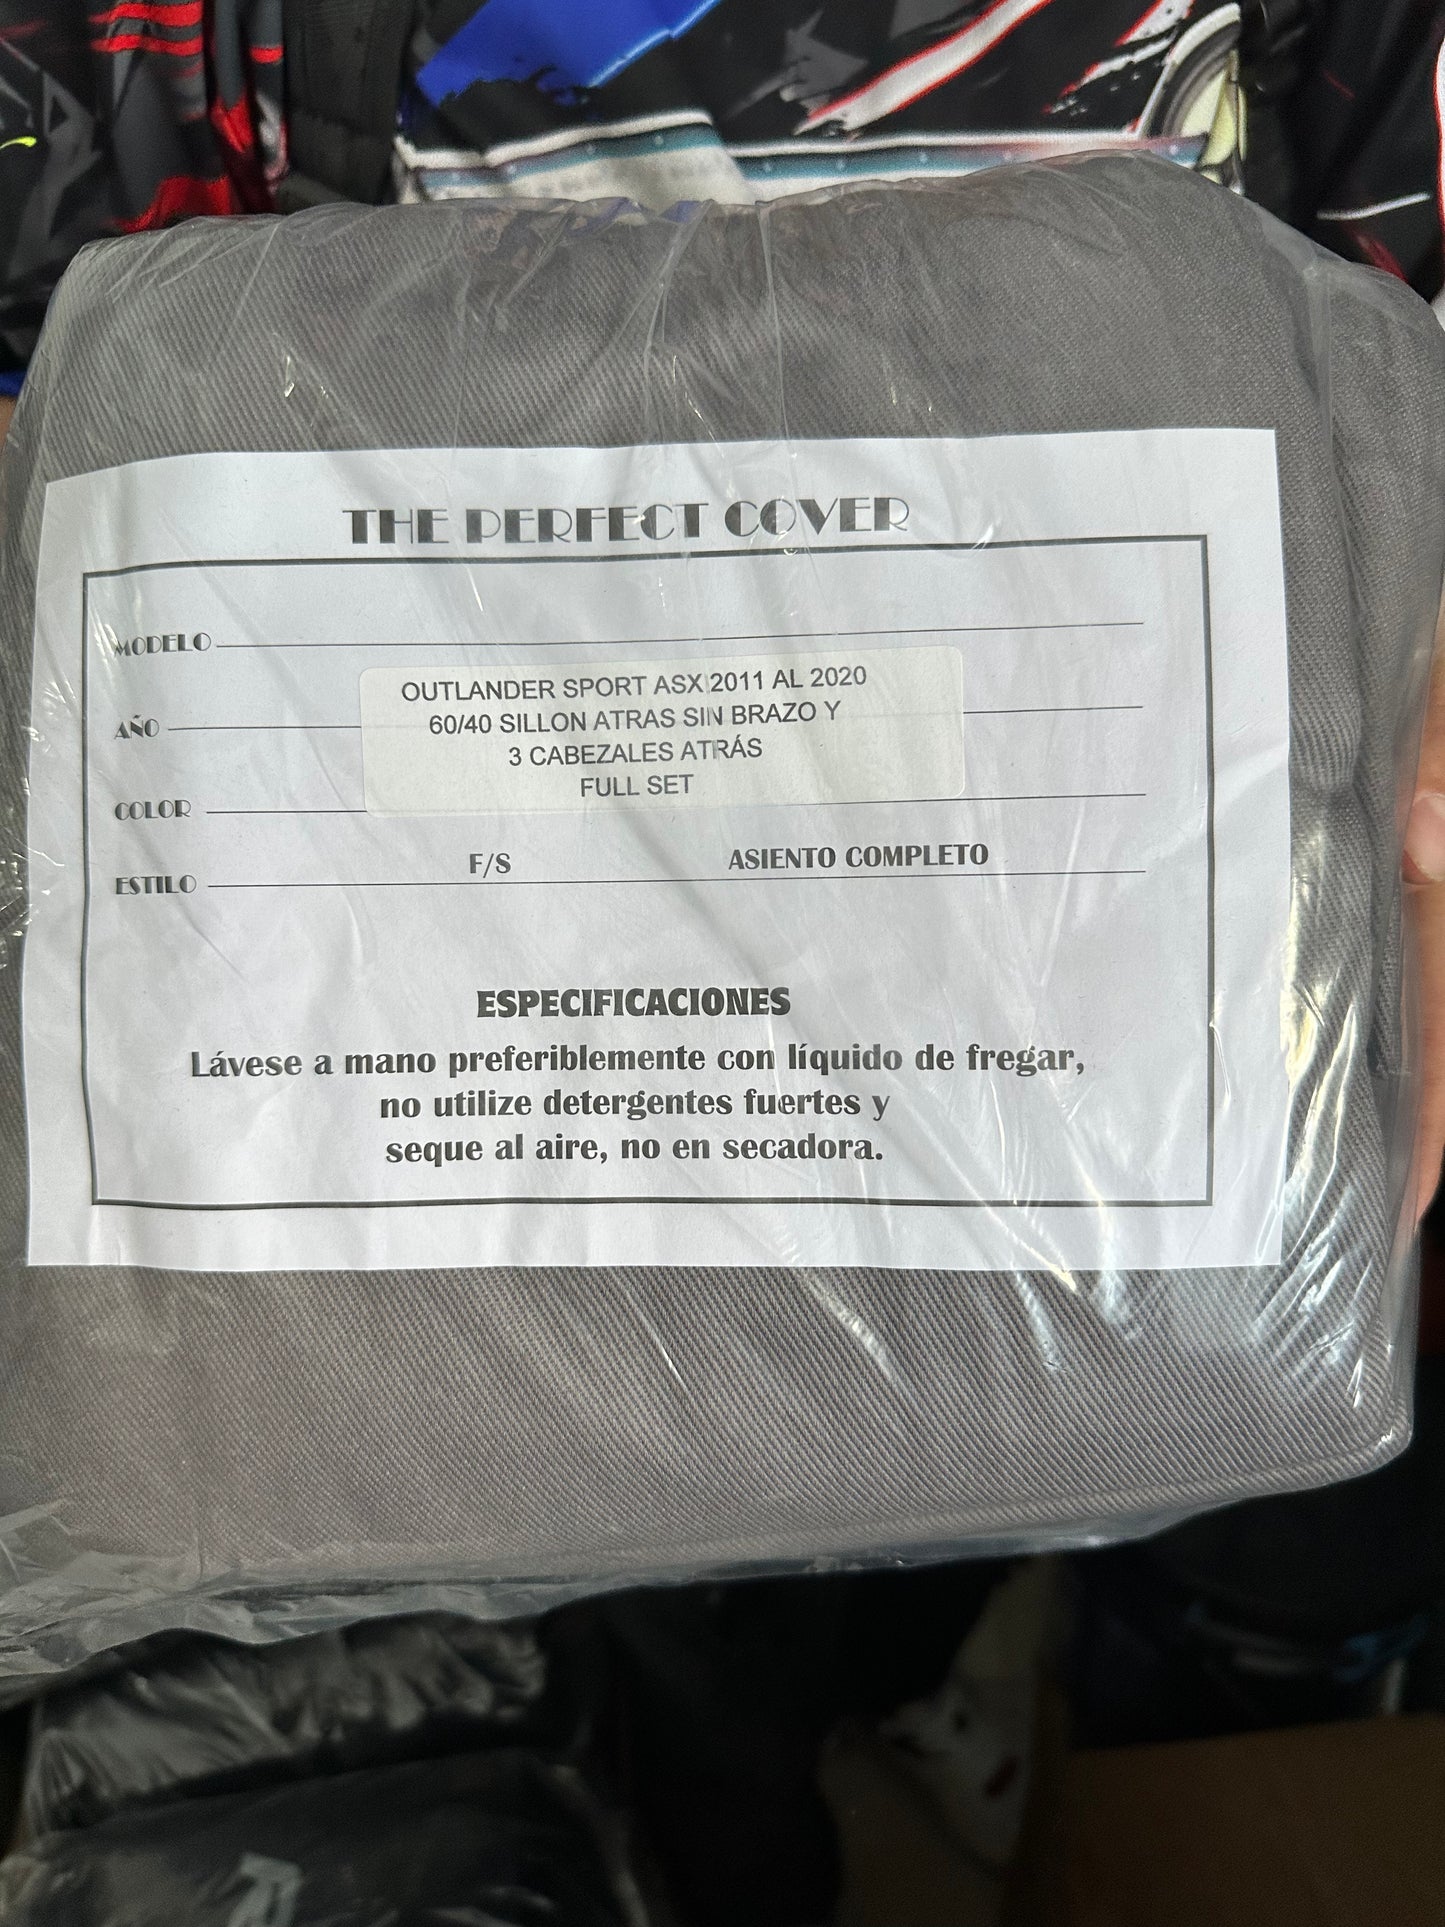 THE PERFECT COVER
MODELO
OUTLANDER SPORT ASX 2011 AL 2020
60/40 SILLON ATRAS SIN BRAZO Y
AÑO
3 CABEZALES ATRÁS
FULL SET
COLOR
F/S ASIENTO COMPLETO
ESTILO
ESPECIFICACIONES
Lávese a mano preferiblemente con líquido de fregar,
no utilize detergentes fuertes y
seque al aire, no en secadora.